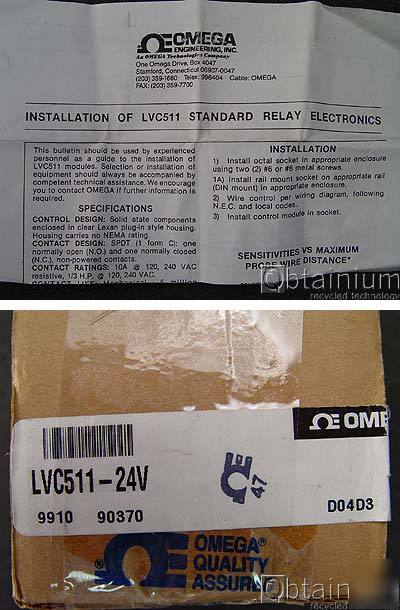 OMEGA
ENGINEERING, INC.
An OMEGA Technologies Company
One Omega Drive, Box 4047
Stamford, Connecticut 06907-0047
(203) 359-1660 Telex: 996404 Cable: OMEGA
FAX: (203) 359-7700
INSTALLATION OF LVC511 STANDARD RELAY ELECTRONICS
This bulletin should be used by experienced
personnel as a guide to the installation of
LVC511 modules. Selection or installation of
equipment should always be accompanied by
competent technical assistance. We encourage
you to contact OMEGA if further information is
required.
SPECIFICATIONS
CONTROL DESIGN: Solid state components
enclosed in clear Lexan plug-in style housing.
Housing carries no NEMA rating.
CONTACT DESIGN: SPDT (1 form C): one
normally open (N.O.) and one normally closed
(N.C.), non-powered contacts.
CONTACT RATINGS: 10A @ 120, 240 VAC
resistive, 1/3 H.P. @ 120, 240 VAC.
CONTACT LIFE: Mechanical - 5 million
INSTALLATION
1) Install octal socket in appropriate enclosure
using two (2) #6 or #8 metal screws.
1A) Install rail mount socket on appropriate rail
(DIN mount) in appropriate enclosure.
2) Wire control per wiring diagram, following
N.E.C. and local codes.
3) Install control module in socket.
SENSITIVITIES VS MAXIMUM
PROBE WIRE DISTANCE*
Obtainium
recycled technology
OME
LVC511-24V
9910 90370
47
D04D3
OMEGA®
QUALITY
ASSUR
Obtain
recycled